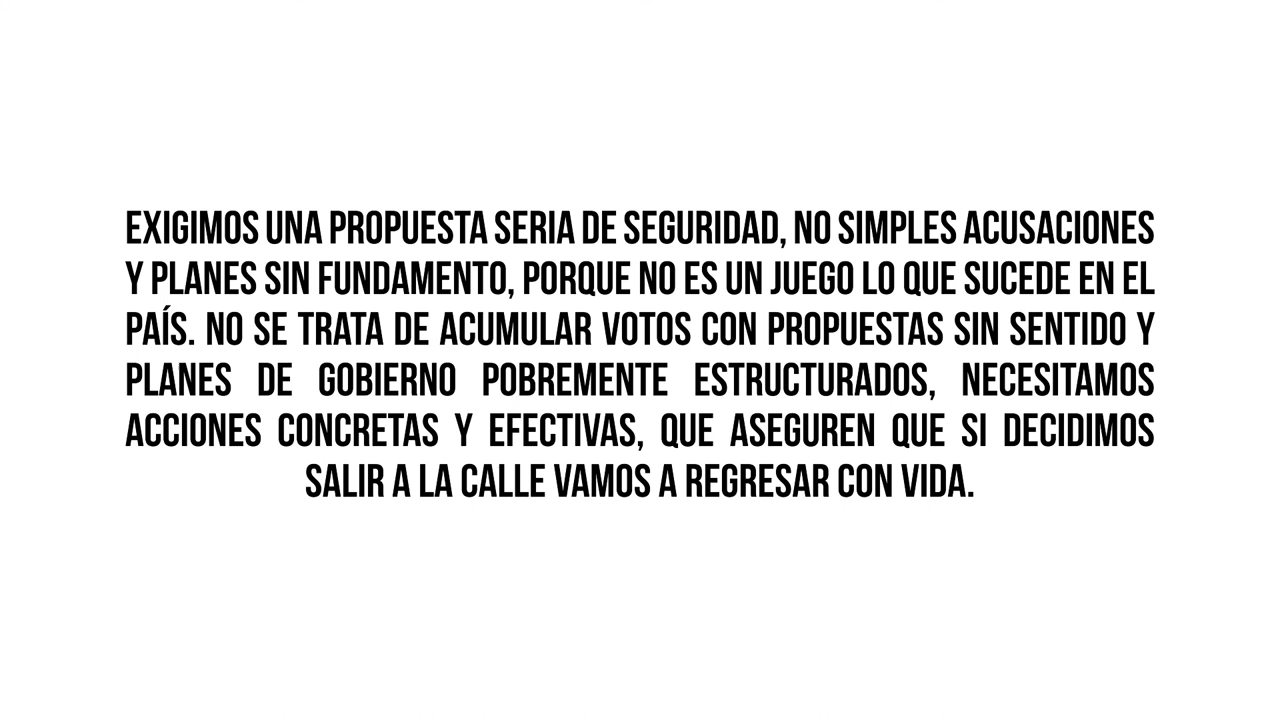 EXIGIMOS UNA PROPUESTA SERIA DE SEGURIDAD, NO SIMPLES ACUSACIONES
Y PLANES SIN FUNDAMENTO, PORQUE NO ES UN JUEGO LO QUE SUCEDE EN EL
PAÍS. NO SE TRATA DE ACUMULAR VOTOS CON PROPUESTAS SIN SENTIDO Y
PLANES DE GOBIERNO POBREMENTE ESTRUCTURADOS, NECESITAMOS
ACCIONES CONCRETAS Y EFECTIVAS, QUE ASEGUREN QUE SI DECIDIMOS
SALIR A LA CALLE VAMOS A REGRESAR CON VIDA.